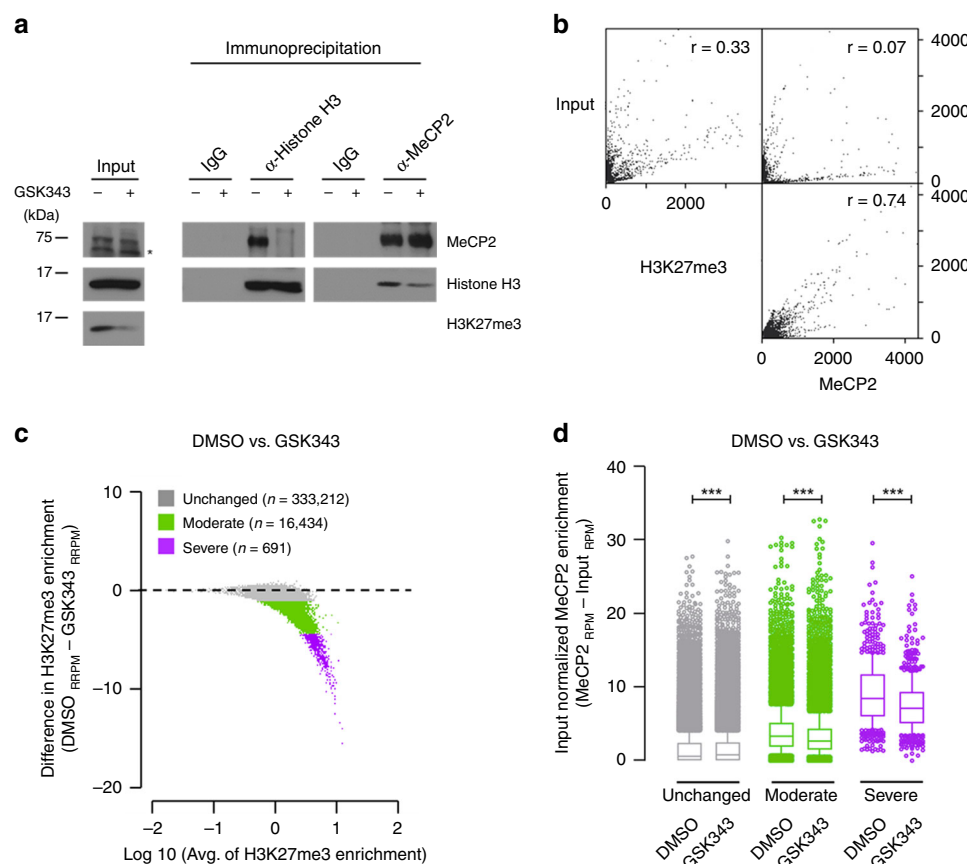 a
Immunoprecipitation
Input
IgG
α-Histone H3
IgG
α-MeCP2
GSK343 – + – + – + – + – +
(kDa)
75
*
MeCP2
17
Histone H3
17
H3K27me3
b
r = 0.33
r = 0.07
4000
2000
0
Input
0 2000
r = 0.74
4000
2000
0
H3K27me3
0 2000 4000
MeCP2
c
DMSO vs. GSK343
Difference in H3K27me3 enrichment
(DMSO RRPM – GSK343 RRPM)
10
0
−10
−20
Unchanged (n = 333,212)
Moderate (n = 16,434)
Severe (n = 691)
−2 −1 0 1 2
Log 10 (Avg. of H3K27me3 enrichment)
d
DMSO vs. GSK343
Input normalized MeCP2 enrichment
(MeCP2 RPM – Input RPM)
40
30
20
10
0
*** *** ***
Unchanged Moderate Severe
DMSO GSK343 DMSO GSK343 DMSO GSK343